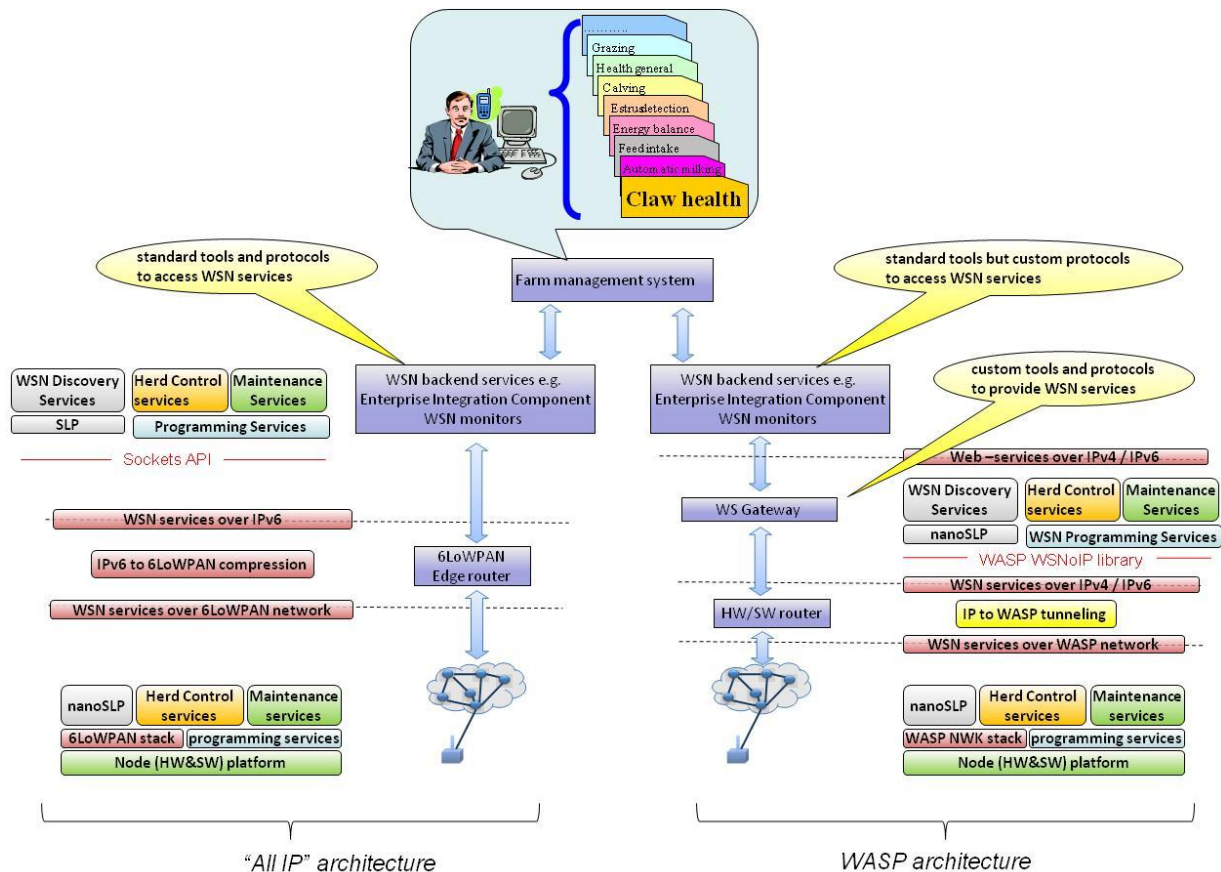 ...........
Grazing
Health general
Calving
Estrusdetection
Energy balance
Feed intake
Automatic milking
Claw health
standard tools and protocols
to access WSN services
Farm management system
standard tools but custom protocols
to access WSN services
WSN Discovery
Services
Herd Control
services
Maintenance
Services
SLP
Programming Services
Sockets API
WSN backend services e.g.
Enterprise Integration Component
WSN monitors
WSN backend services e.g.
Enterprise Integration Component
WSN monitors
custom tools and protocols
to provide WSN services
Web –services over IPv4 / IPv6
WSN services over IPv6
IPv6 to 6LoWPAN compression
WSN services over 6LoWPAN network
6LoWPAN
Edge router
WS Gateway
HW/SW router
WSN Discovery
Services
Herd Control
services
Maintenance
Services
nanoSLP
WSN Programming Services
WASP WSNoIP library
WSN services over IPv4 / IPv6
IP to WASP tunneling
WSN services over WASP network
nanoSLP
Herd Control
services
Maintenance
services
6LoWPAN stack
programming services
Node (HW&SW) platform
nanoSLP
Herd Control
services
Maintenance
services
WASP NWK stack
programming services
Node (HW&SW) platform
“All IP” architecture
WASP architecture